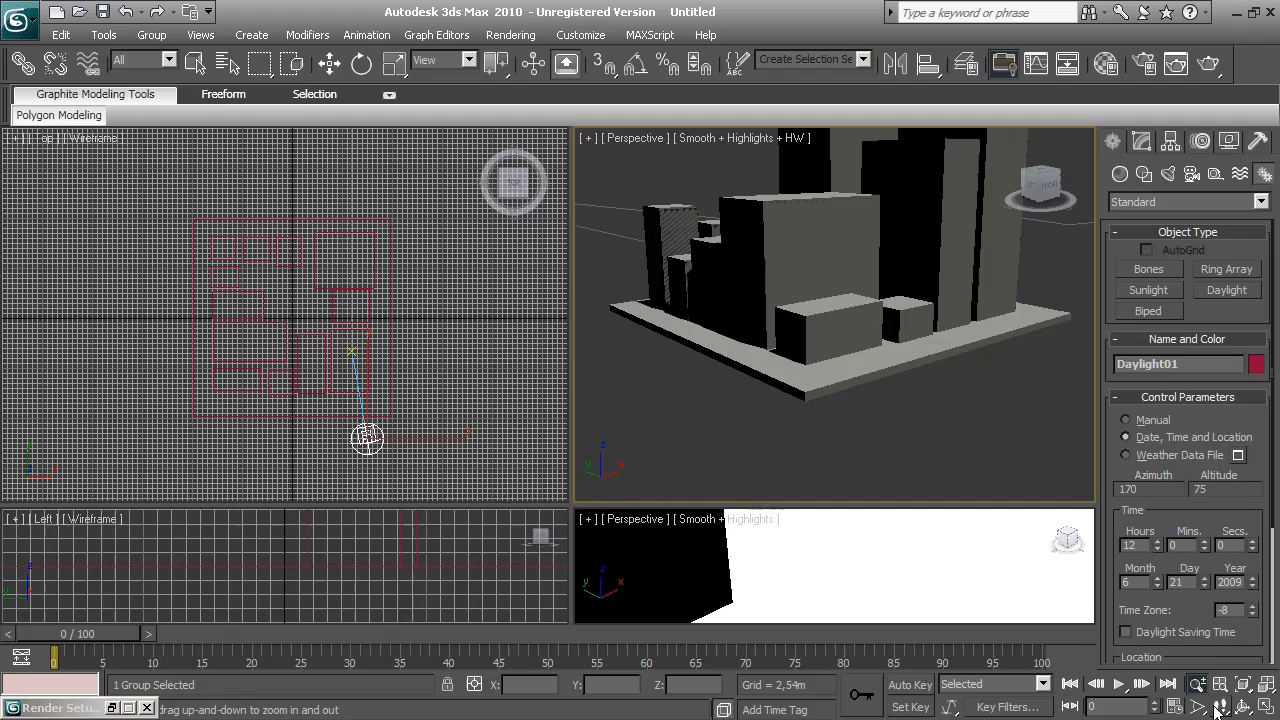 Autodesk 3ds Max 2010 - Unregistered Version Untitled
Type a keyword or phrase
Edit Tools Group Views Create Modifiers Animation Graph Editors Rendering Customize MAXScript Help
All View Create Selection Se
Graphite Modeling Tools Freeform Selection
Polygon Modeling
[ + ] [ Top ] [ Wireframe ]
TOP
[ + ] [ Perspective ] [ Smooth + Highlights + HW ]
Standard
- Object Type
AutoGrid
Bones Ring Array
Sunlight Daylight
Biped
- Name and Color
Daylight01
- Control Parameters
Manual
Date, Time and Location
Weather Data File
Azimuth Altitude
170 75
Time
Hours Mins. Secs.
12 0 0
Month Day Year
6 21 2009
Time Zone: -8
Daylight Saving Time
Location
[ + ] [ Left ] [ Wireframe ]
[ + ] [ Perspective ] [ Smooth + Highlights ]
< 0 / 100 >
0 5 10 15 20 25 30 35 40 45 50 55 60 65 70 75 80 85 90 95 100
1 Group Selected X: Y: Z: Grid = 2,54m Auto Key Selected
Render Setu... drag up-and-down to zoom in and out Add Time Tag Set Key Key Filters... 0